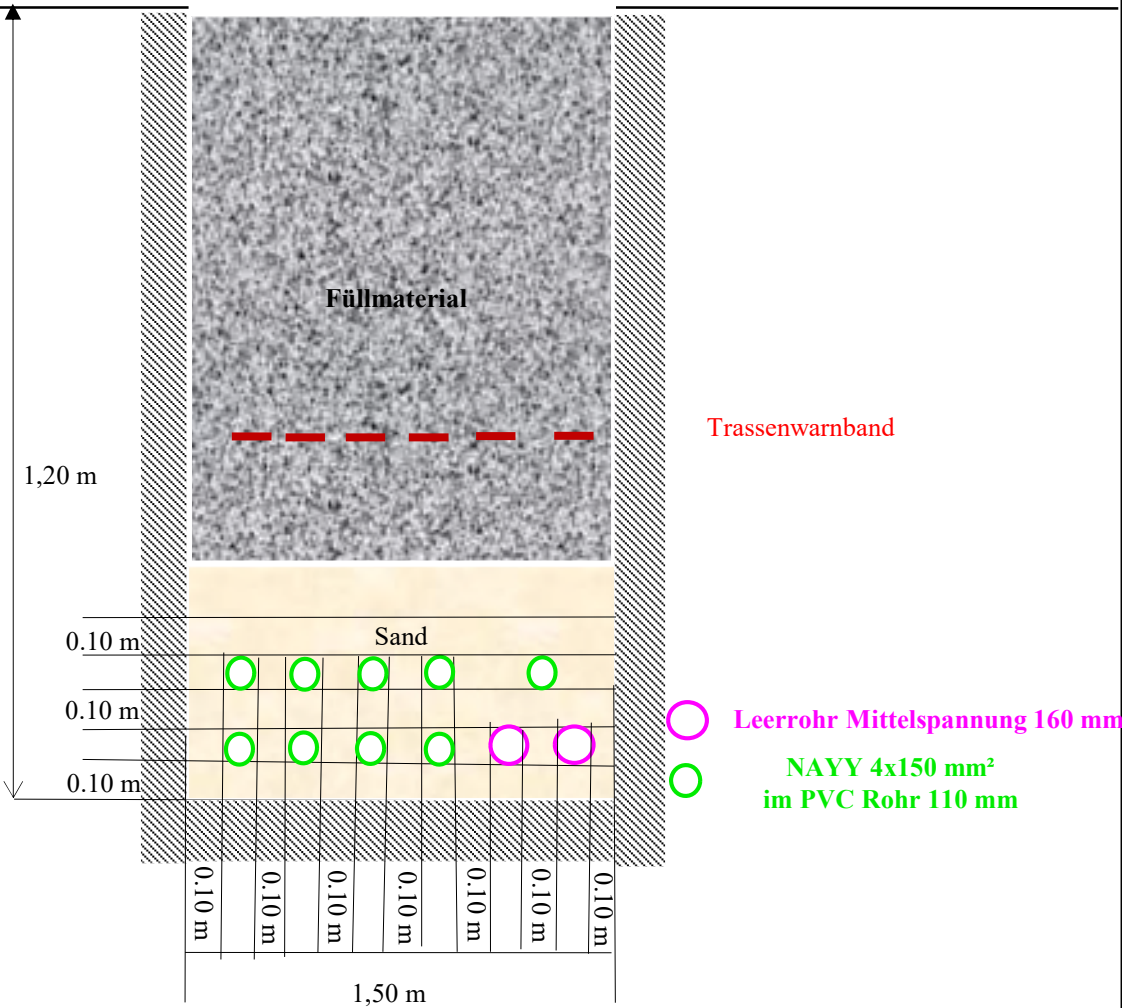 Füllmaterial
Trassenwarnband
1,20 m
Sand
0.10 m
0.10 m
0.10 m
Leerrohr Mittelspannung 160 mm
NAYY 4x150 mm²
im PVC Rohr 110 mm
0.10 m
0.10 m
0.10 m
0.10 m
0.10 m
0.10 m
0.10 m
1,50 m